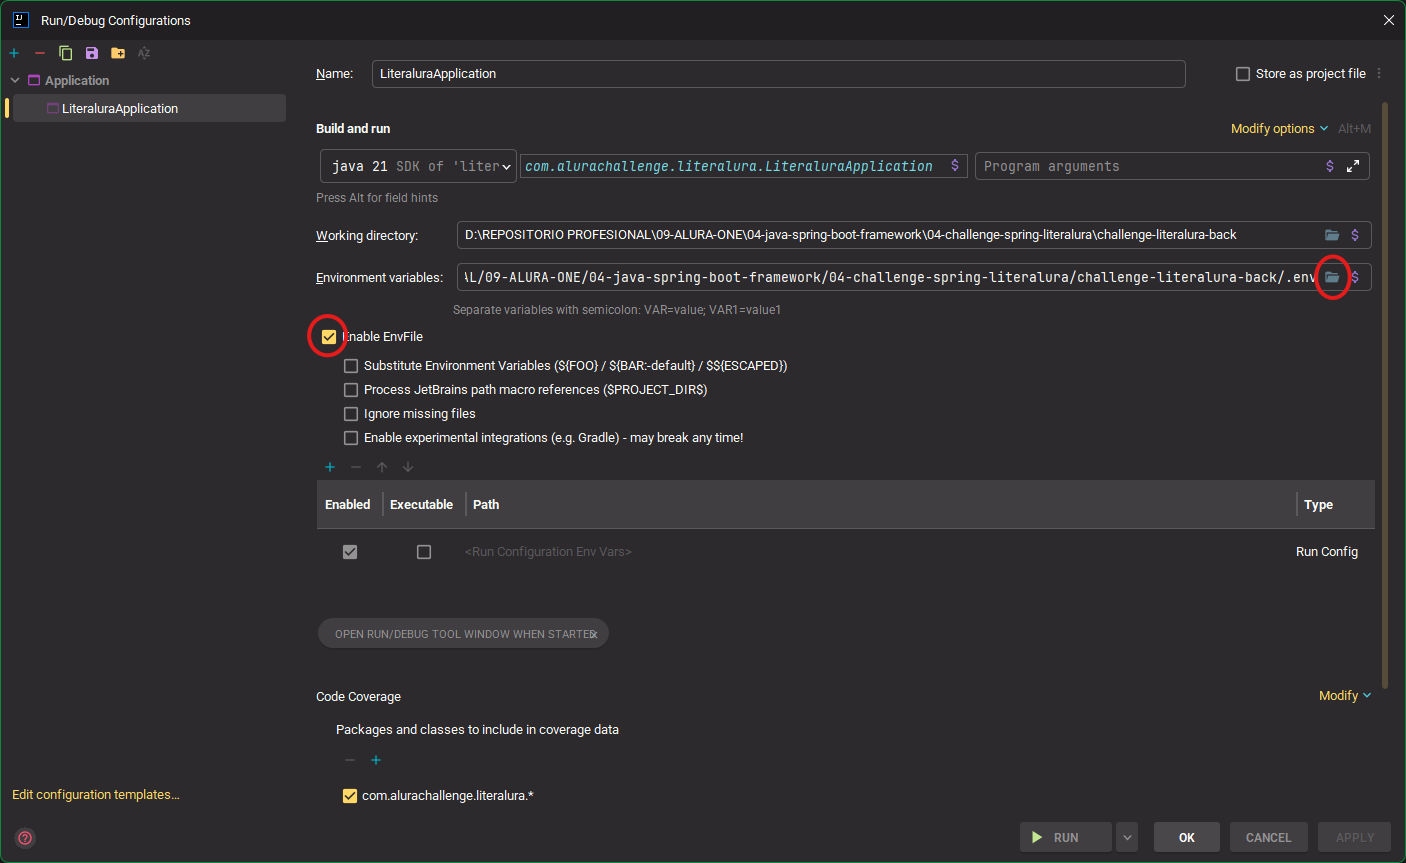 Run/Debug Configurations
Application
LiteraluraApplication
Name: LiteraluraApplication Store as project file
Build and run Modify options Alt+M
java 21 SDK of 'liter com.alurachallenge.literalura.LiteraluraApplication $ Program arguments $
Press Alt for field hints
Working directory: D:\REPOSITORIO PROFESIONAL\09-ALURA-ONE\04-java-spring-boot-framework\04-challenge-spring-literalura\challenge-literalura-back $
Environment variables: AL/09-ALURA-ONE/04-java-spring-boot-framework/04-challenge-spring-literalura/challenge-literalura-back/.env $
Separate variables with semicolon: VAR=value; VAR1=value1
Enable EnvFile
Substitute Environment Variables (${FOO} / ${BAR:-default} / $${ESCAPED})
Process JetBrains path macro references ($PROJECT_DIR$)
Ignore missing files
Enable experimental integrations (e.g. Gradle) - may break any time!
Enabled Executable Path Type
<Run Configuration Env Vars> Run Config
OPEN RUN/DEBUG TOOL WINDOW WHEN STARTED
Code Coverage Modify
Packages and classes to include in coverage data
com.alurachallenge.literalura.*
Edit configuration templates...
RUN OK CANCEL APPLY